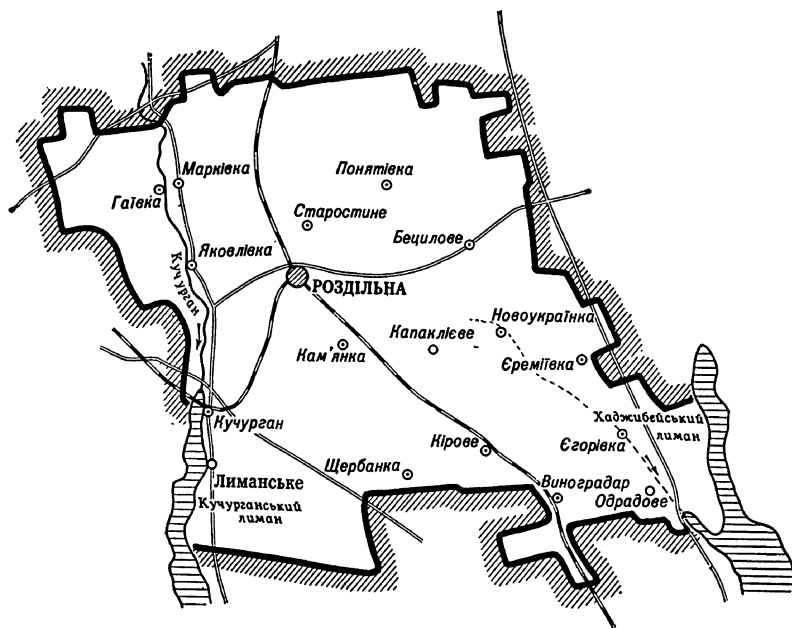 Марківка
Понятівка
Гаївка
Старостине
Бецилове
Яковлівка
Кучурган
РОЗДІЛЬНА
Новоукраїнка
Капаклієве
Кам'янка
Єреміївка
Хаджибейський
лиман
Кучурган
Єгорівка
Кірове
Щербанка
Лиманське
Виноградар
Одрадове
Кучурганський
лиман